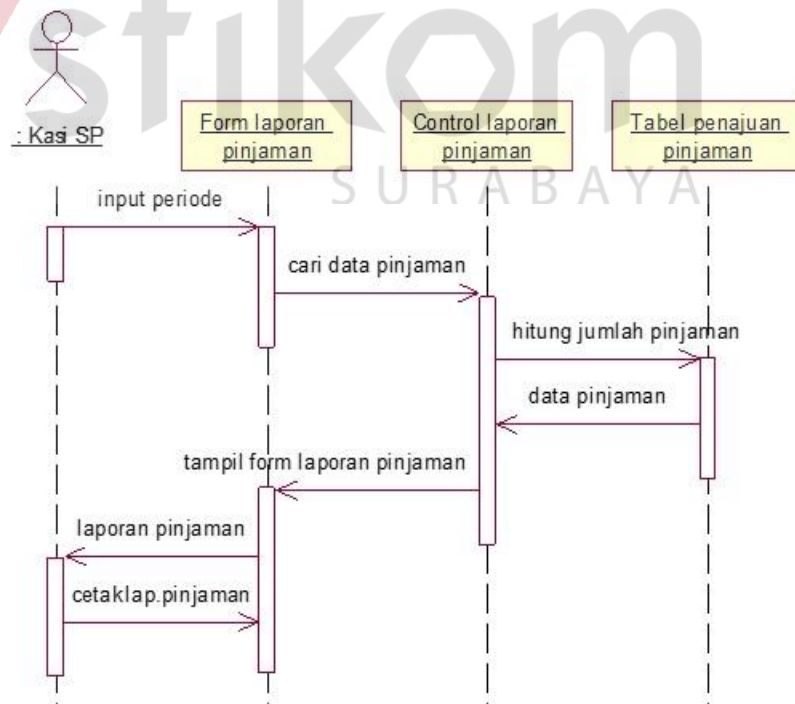 stikom
SURABAYA
: Kasi SP
Form laporan
pinjaman
Control laporan
pinjaman
Tabel penajuan
pinjaman
input periode
cari data pinjaman
hitung jumlah pinjaman
data pinjaman
tampil form laporan pinjaman
laporan pinjaman
cetaklap.pinjaman